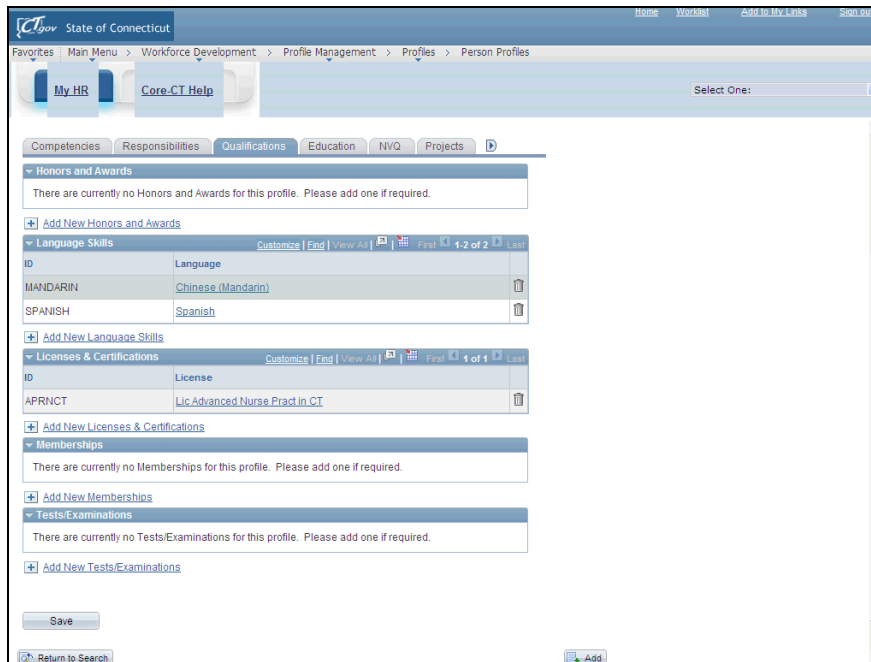 Home Worklist Add to My Links Sign out
CT.gov State of Connecticut
Favorites Main Menu > Workforce Development > Profile Management > Profiles > Person Profiles
My HR Core-CT Help
Select One:
Competencies Responsibilities Qualifications Education NVQ Projects
Honors and Awards
There are currently no Honors and Awards for this profile. Please add one if required.
Add New Honors and Awards
Language Skills Customize | Find | View All | | First 1-2 of 2 Last
ID Language
MANDARIN Chinese (Mandarin)
SPANISH Spanish
Add New Language Skills
Licenses & Certifications Customize | Find | View All | | First 1 of 1 Last
ID License
APRNCT Lic Advanced Nurse Pract in CT
Add New Licenses & Certifications
Memberships
There are currently no Memberships for this profile. Please add one if required.
Add New Memberships
Tests/Examinations
There are currently no Tests/Examinations for this profile. Please add one if required.
Add New Tests/Examinations
Save
Return to Search Add